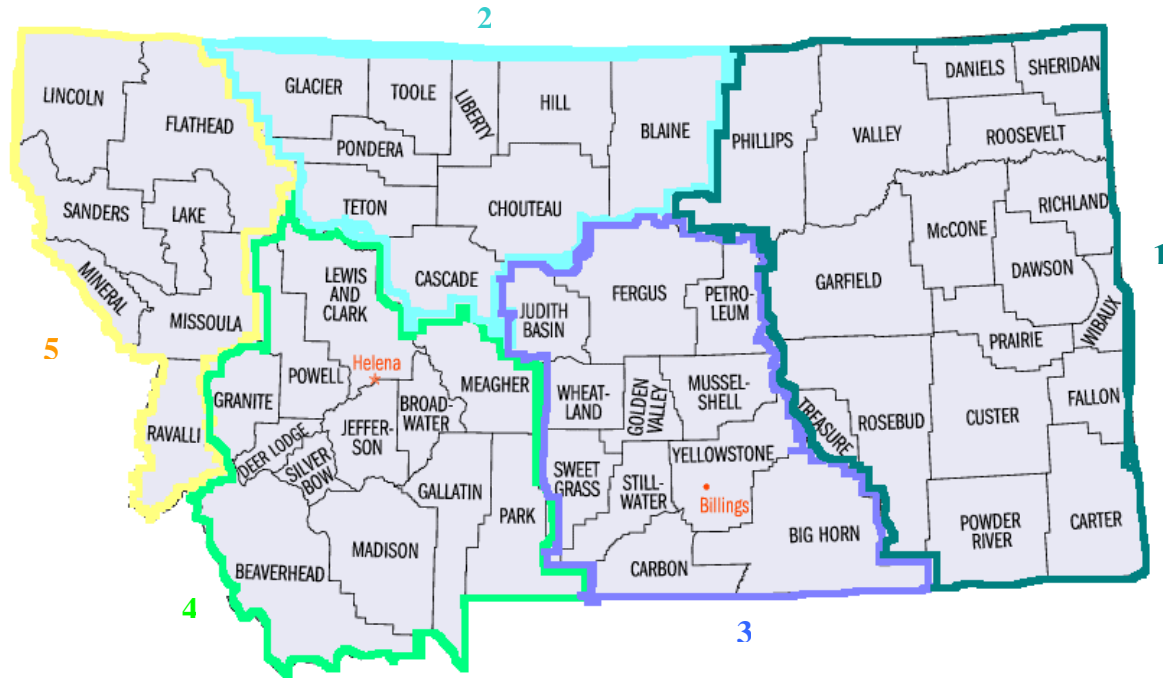 2
DANIELS
SHERIDAN
GLACIER
TOOLE
LIBERTY
HILL
LINCOLN
FLATHEAD
BLAINE
PHILLIPS
VALLEY
ROOSEVELT
PONDERA
TETON
CHOUTEAU
SANDERS
LAKE
RICHLAND
McCONE
1
MINERAL
LEWIS
AND
CLARK
CASCADE
FERGUS
PETRO-
LEUM
GARFIELD
DAWSON
JUDITH
BASIN
MISSOULA
WIBAUX
5
PRAIRIE
Helena
POWELL
MEAGHER
GRANITE
BROAD-
WATER
WHEAT-
LAND
GOLDEN
VALLEY
MUSSEL-
SHELL
TREASURE
ROSEBUD
CUSTER
FALLON
RAVALLI
JEFFER-
SON
DEER LODGE
SILVER
BOW
YELLOWSTONE
SWEET
GRASS
STILL-
WATER
GALLATIN
Billings
PARK
MADISON
BIG HORN
POWDER
RIVER
CARTER
BEAVERHEAD
CARBON
4
3